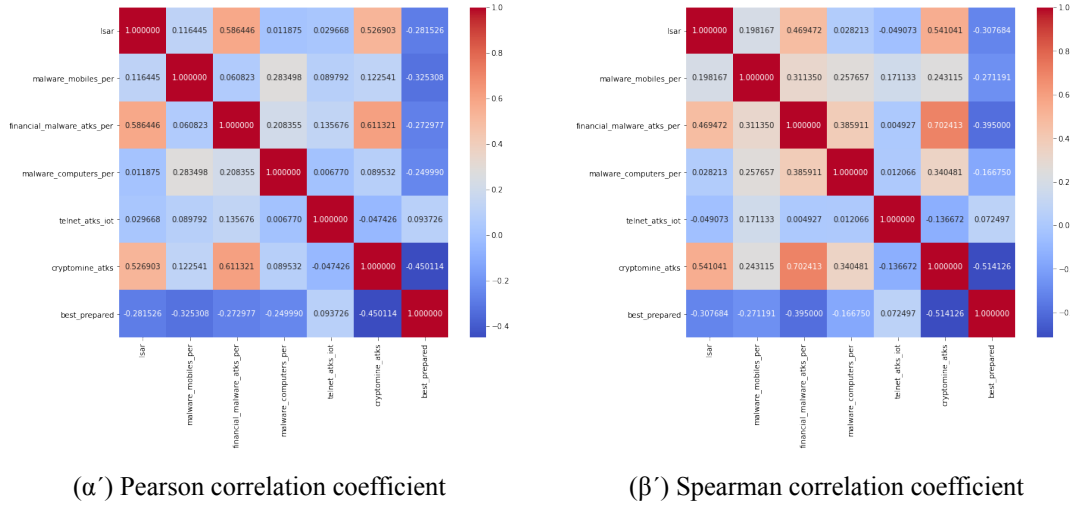 lsar 1.000000 0.116445 0.586446 0.011875 0.029668 0.526903 -0.281526
malware_mobiles_per 0.116445 1.000000 0.060823 0.283498 0.089792 0.122541 -0.325308
financial_malware_atks_per 0.586446 0.060823 1.000000 0.208355 0.135676 0.611321 -0.272977
malware_computers_per 0.011875 0.283498 0.208355 1.000000 0.006770 0.089532 -0.249990
telnet_atks_iot 0.029668 0.089792 0.135676 0.006770 1.000000 -0.047426 0.093726
cryptomine_atks 0.526903 0.122541 0.611321 0.089532 -0.047426 1.000000 -0.450114
best_prepared -0.281526 -0.325308 -0.272977 -0.249990 0.093726 -0.450114 1.000000
lsar
malware_mobiles_per
financial_malware_atks_per
malware_computers_per
telnet_atks_iot
cryptomine_atks
best_prepared
1.0
0.8
0.6
0.4
0.2
0.0
-0.2
-0.4
(α΄) Pearson correlation coefficient
lsar 1.000000 0.198167 0.469472 0.028213 -0.049073 0.541041 -0.307684
malware_mobiles_per 0.198167 1.000000 0.311350 0.257657 0.171133 0.243115 -0.271191
financial_malware_atks_per 0.469472 0.311350 1.000000 0.385911 0.004927 0.702413 -0.395000
malware_computers_per 0.028213 0.257657 0.385911 1.000000 0.012066 0.340481 -0.166750
telnet_atks_iot -0.049073 0.171133 0.004927 0.012066 1.000000 -0.136672 0.072497
cryptomine_atks 0.541041 0.243115 0.702413 0.340481 -0.136672 1.000000 -0.514126
best_prepared -0.307684 -0.271191 -0.395000 -0.166750 0.072497 -0.514126 1.000000
lsar
malware_mobiles_per
financial_malware_atks_per
malware_computers_per
telnet_atks_iot
cryptomine_atks
best_prepared
1.0
0.8
0.6
0.4
0.2
0.0
-0.2
-0.4
(β΄) Spearman correlation coefficient